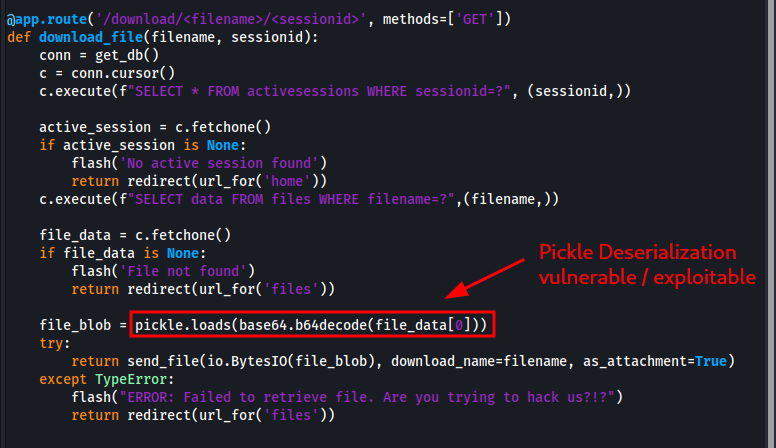 @app.route('/download/<filename>/<sessionid>', methods=['GET'])
def download_file(filename, sessionid):
    conn = get_db()
    c = conn.cursor()
    c.execute(f"SELECT * FROM activesessions WHERE sessionid=?", (sessionid,))

    active_session = c.fetchone()
    if active_session is None:
        flash('No active session found')
        return redirect(url_for('home'))
    c.execute(f"SELECT data FROM files WHERE filename=?",(filename,))

    file_data = c.fetchone()
    if file_data is None:
        flash('File not found')
        return redirect(url_for('files'))

    file_blob = pickle.loads(base64.b64decode(file_data[0]))
    try:
        return send_file(io.BytesIO(file_blob), download_name=filename, as_attachment=True)
    except TypeError:
        flash("ERROR: Failed to retrieve file. Are you trying to hack us?!?")
        return redirect(url_for('files'))
Pickle Deserialization
vulnerable / exploitable